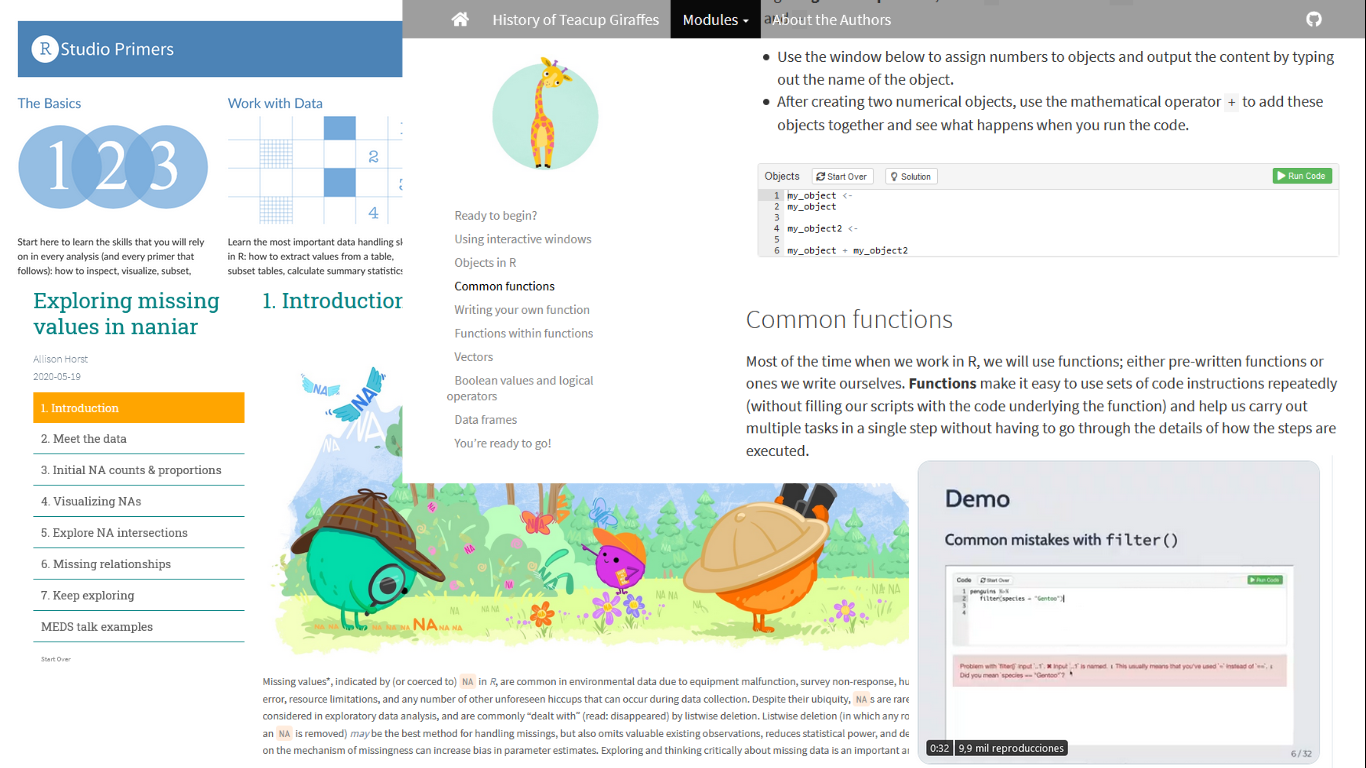 R Studio Primers
The Basics
Work with Data
1 2 3
2
4
Start here to learn the skills that you will rely
on in every analysis (and every primer that
follows): how to inspect, visualize, subset,
Learn the most important data handling sk
in R: how to extract values from a table,
subset tables, calculate summary statistics
Exploring missing
values in naniar
Allison Horst
2020-05-19
1. Introduction
2. Meet the data
3. Initial NA counts & proportions
4. Visualizing NAs
5. Explore NA intersections
6. Missing relationships
7. Keep exploring
MEDS talk examples
Start Over
1. Introduction
NA
NA
NA
NA
NA
NA NA NA NA NA NA NA
Missing values*, indicated by (or coerced to) NA in R, are common in environmental data due to equipment malfunction, survey non-response, hu
error, resource limitations, and any number of other unforeseen hiccups that can occur during data collection. Despite their ubiquity, NA s are rare
considered in exploratory data analysis, and are commonly “dealt with” (read: disappeared) by listwise deletion. Listwise deletion (in which any ro
an NA is removed) may be the best method for handling missings, but also omits valuable existing observations, reduces statistical power, and de
on the mechanism of missingness can increase bias in parameter estimates. Exploring and thinking critically about missing data is an important a
History of Teacup Giraffes
Modules
About the Authors
Ready to begin?
Using interactive windows
Objects in R
Common functions
Writing your own function
Functions within functions
Vectors
Boolean values and logical
operators
Data frames
You're ready to go!
and
Use the window below to assign numbers to objects and output the content by typing
out the name of the object.
After creating two numerical objects, use the mathematical operator + to add these
objects together and see what happens when you run the code.
Objects Start Over Solution Run Code
1 my_object <-
2 my_object
3
4 my_object2 <-
5
6 my_object + my_object2
Common functions
Most of the time when we work in R, we will use functions; either pre-written functions or
ones we write ourselves. Functions make it easy to use sets of code instructions repeatedly
(without filling our scripts with the code underlying the function) and help us carry out
multiple tasks in a single step without having to go through the details of how the steps are
executed.
Demo
Common mistakes with filter()
Code Start Over Run Code
1 penguins %>%
2 filter(species = "Gentoo")
3
4
Problem with `filter()` input `..1`. ✖ Input `..1` is named. ℹ This usually means that you've used `=` instead of `==`. ℹ
Did you mean `species == "Gentoo"`?
0:32 9,9 mil reproducciones
6 / 32